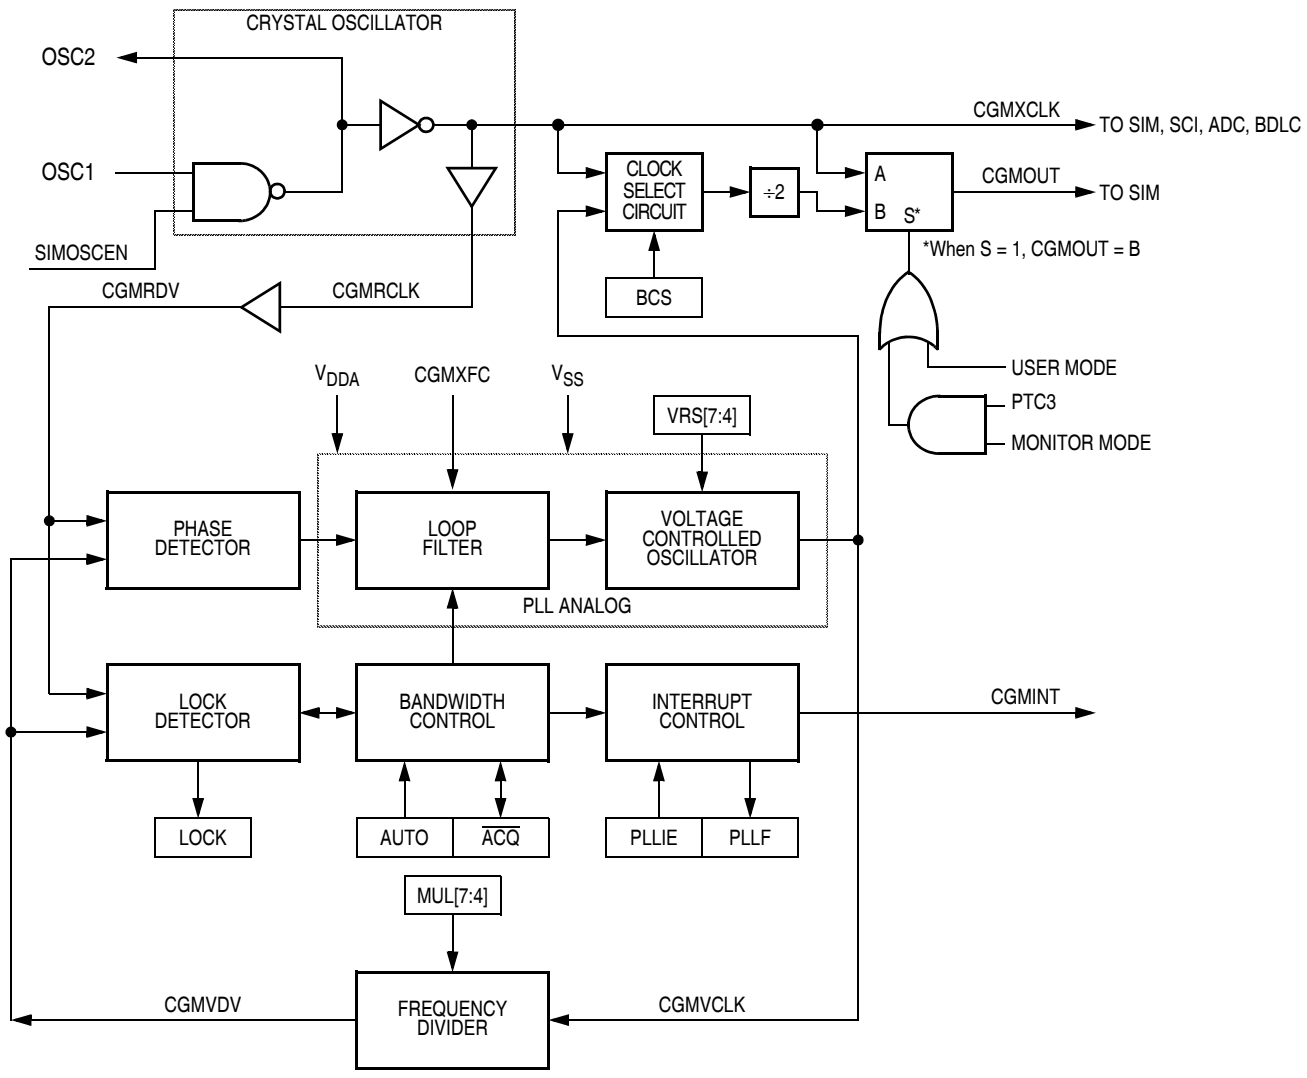 CRYSTAL OSCILLATOR
OSC2
CGMXCLK
TO SIM, SCI, ADC, BDLC
OSC1
CLOCK
SELECT
CIRCUIT
÷2
A
B
S*
CGMOUT
TO SIM
SIMOSCEN
*When S = 1, CGMOUT = B
CGMRDV
CGMRCLK
BCS
VDDA
CGMXFC
VSS
VRS[7:4]
USER MODE
PTC3
MONITOR MODE
PHASE
DETECTOR
LOOP
FILTER
VOLTAGE
CONTROLLED
OSCILLATOR
PLL ANALOG
LOCK
DETECTOR
BANDWIDTH
CONTROL
INTERRUPT
CONTROL
CGMINT
LOCK
AUTO
ACQ
PLLIE
PLLF
MUL[7:4]
CGMVDV
FREQUENCY
DIVIDER
CGMVCLK